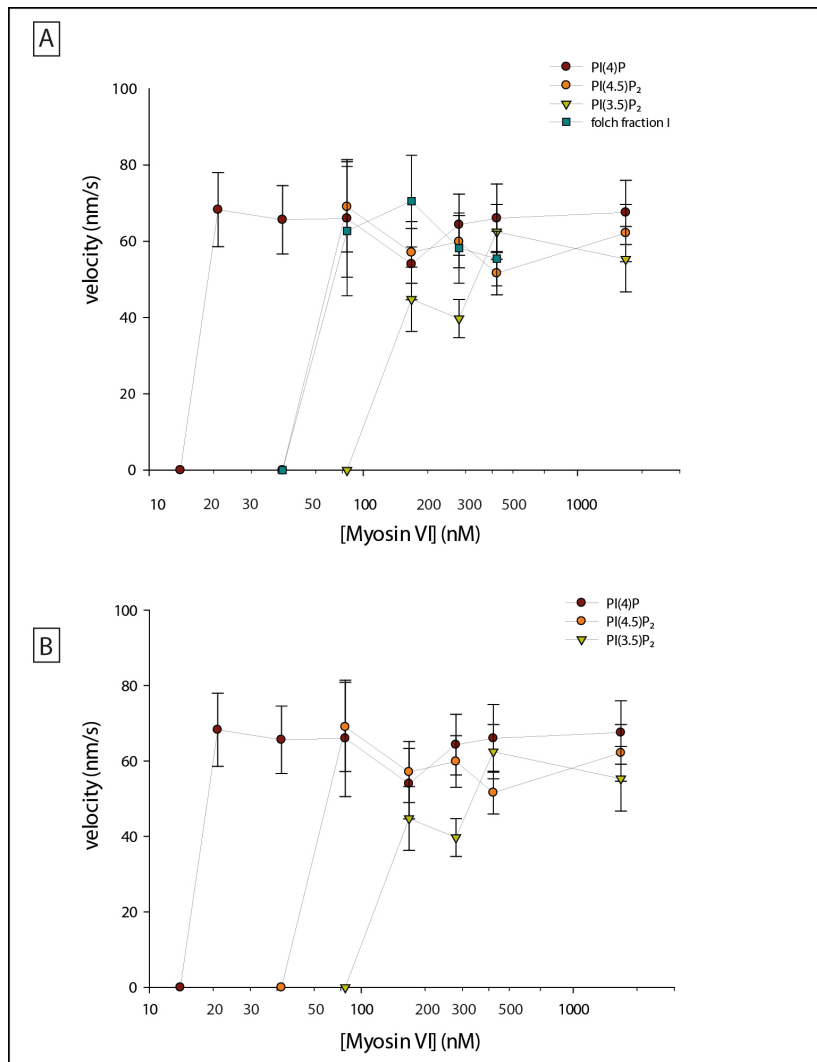 A
PI(4)P
PI(4.5)P₂
PI(3.5)P₂
folch fraction I
100
80
60
40
20
0
velocity (nm/s)
10 20 30 50 100 200 300 500 1000
[Myosin VI] (nM)
B
PI(4)P
PI(4.5)P₂
PI(3.5)P₂
100
80
60
40
20
0
velocity (nm/s)
10 20 30 50 100 200 300 500 1000
[Myosin VI] (nM)